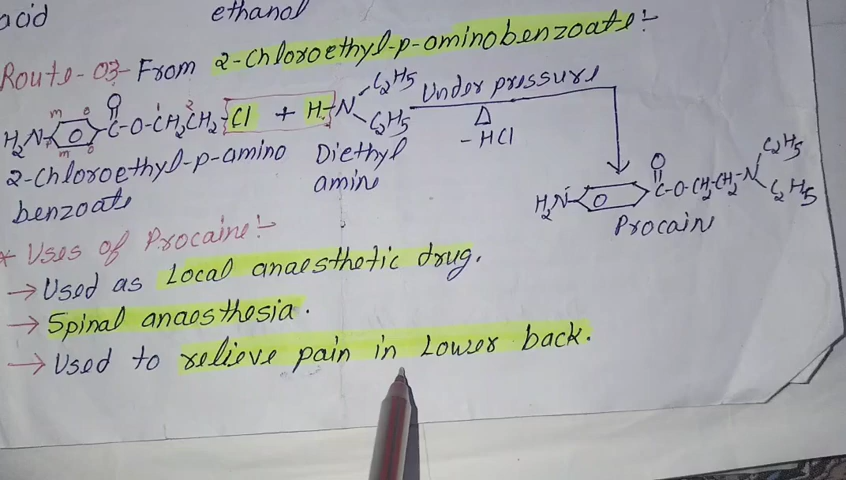 acid ethanol
Route-03- From 2-chloroethyl-p-aminobenzoate:-
H₂N- m o m o -C(=O)-O-CH₂CH₂-Cl + H-N C₂H₅ C₂H₅ Under pressure Δ -HCl
2-chloroethyl-p-amino benzoate Diethyl amine
H₂N- O -C(=O)-O-CH₂-CH₂-N C₂H₅ C₂H₅
Procain
* Uses of Procaine:-
→ Used as Local anaesthetic drug.
→ Spinal anaesthesia.
→ Used to relieve pain in Lower back.